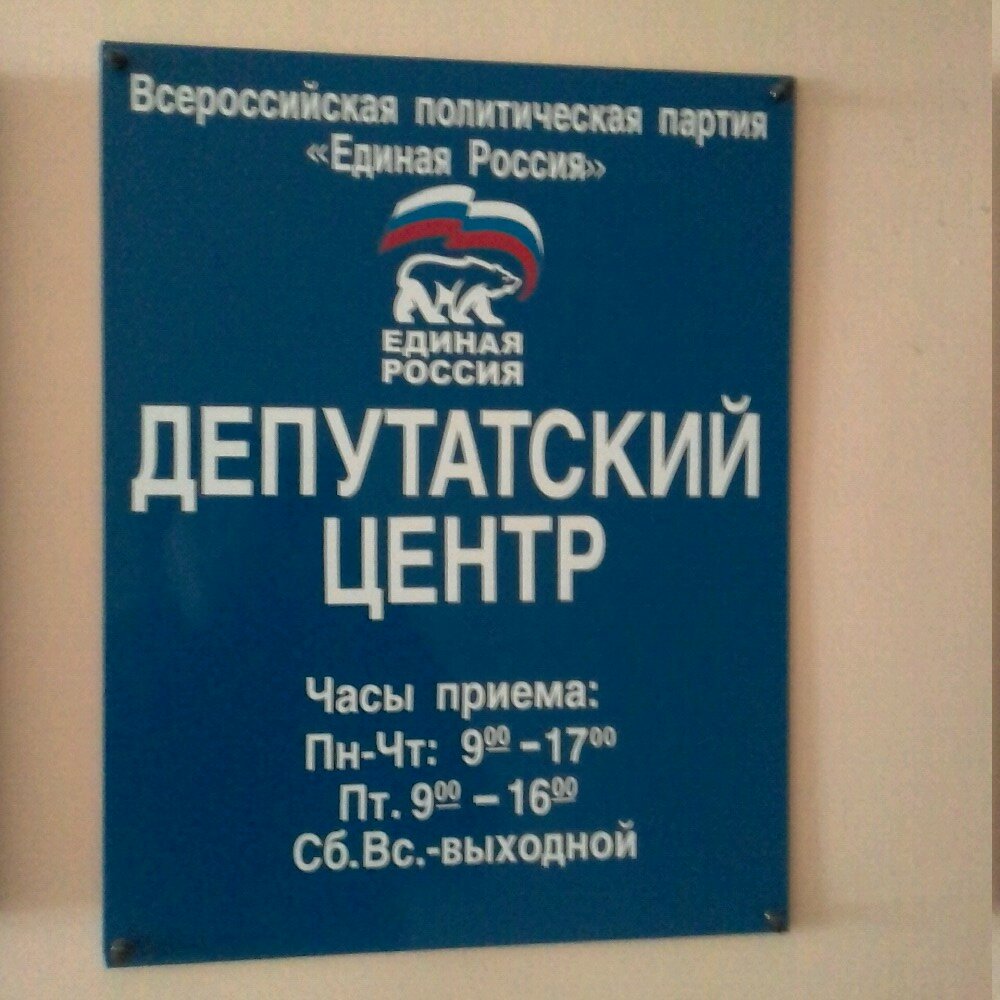 Всероссийская политическая партия
«Единая Россия»
ЕДИНАЯ
РОССИЯ
ДЕПУТАТСКИЙ
ЦЕНТР
Часы приема:
Пн-Чт: 9⁰⁰ – 17⁰⁰
Пт. 9⁰⁰ – 16⁰⁰
Сб.Вс.-выходной